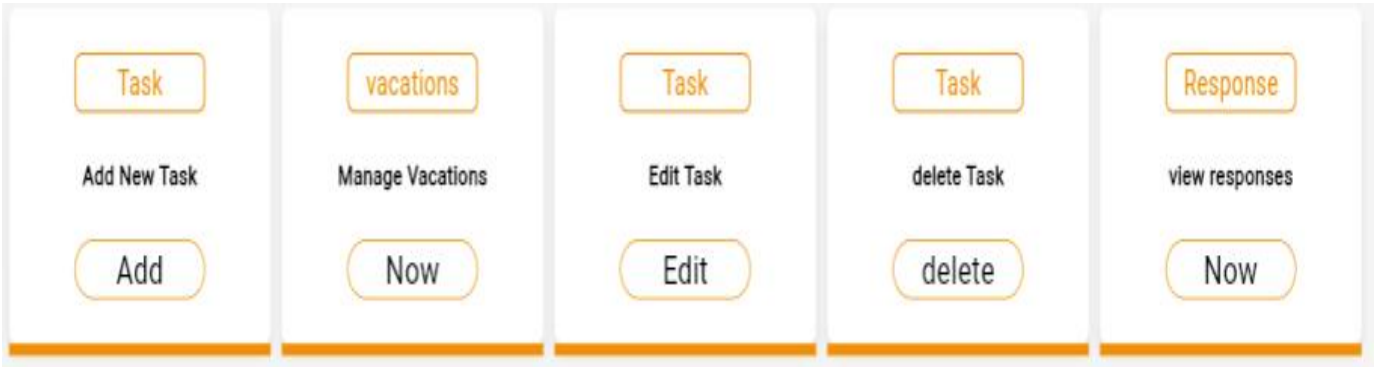 Task
Add New Task
Add
vacations
Manage Vacations
Now
Task
Edit Task
Edit
Task
delete Task
delete
Response
view responses
Now